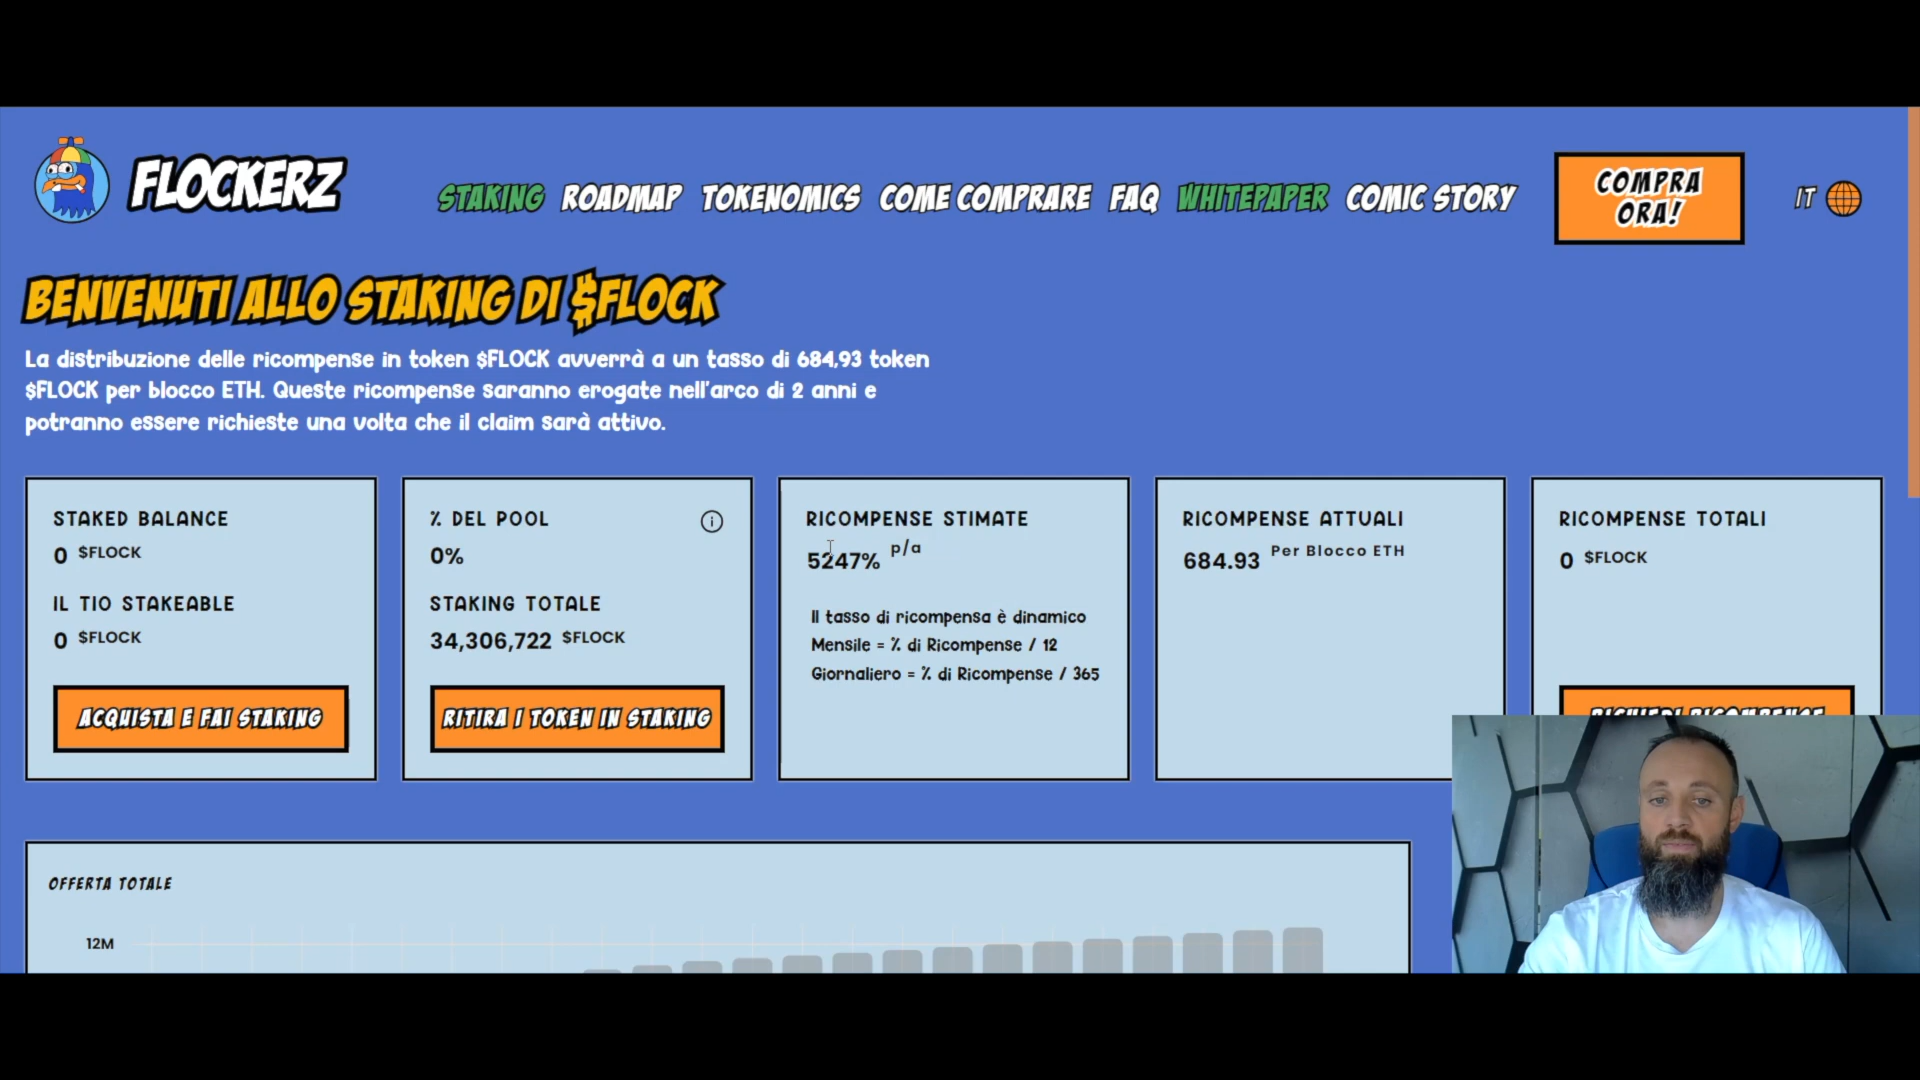 FLOCKERZ
STAKING ROADMAP TOKENOMICS COME COMPRARE FAQ WHITEPAPER COMIC STORY
COMPRA
ORA!
IT
BENVENUTI ALLO STAKING DI $FLOCK
La distribuzione delle ricompense in token $FLOCK avverrà a un tasso di 684,93 token
$FLOCK per blocco ETH. Queste ricompense saranno erogate nell'arco di 2 anni e
potranno essere richieste una volta che il claim sarà attivo.
STAKED BALANCE
0 $FLOCK
IL TIO STAKEABLE
0 $FLOCK
ACQUISTA E FAI STAKING
% DEL POOL
0%
STAKING TOTALE
34,306,722 $FLOCK
RITIRA I TOKEN IN STAKING
RICOMPENSE STIMATE
5247% p/a
Il tasso di ricompensa è dinamico
Mensile = % di Ricompense / 12
Giornaliero = % di Ricompense / 365
RICOMPENSE ATTUALI
684.93 Per Blocco ETH
RICOMPENSE TOTALI
0 $FLOCK
RICHIEDI RICOMPENSE
OFFERTA TOTALE
12M